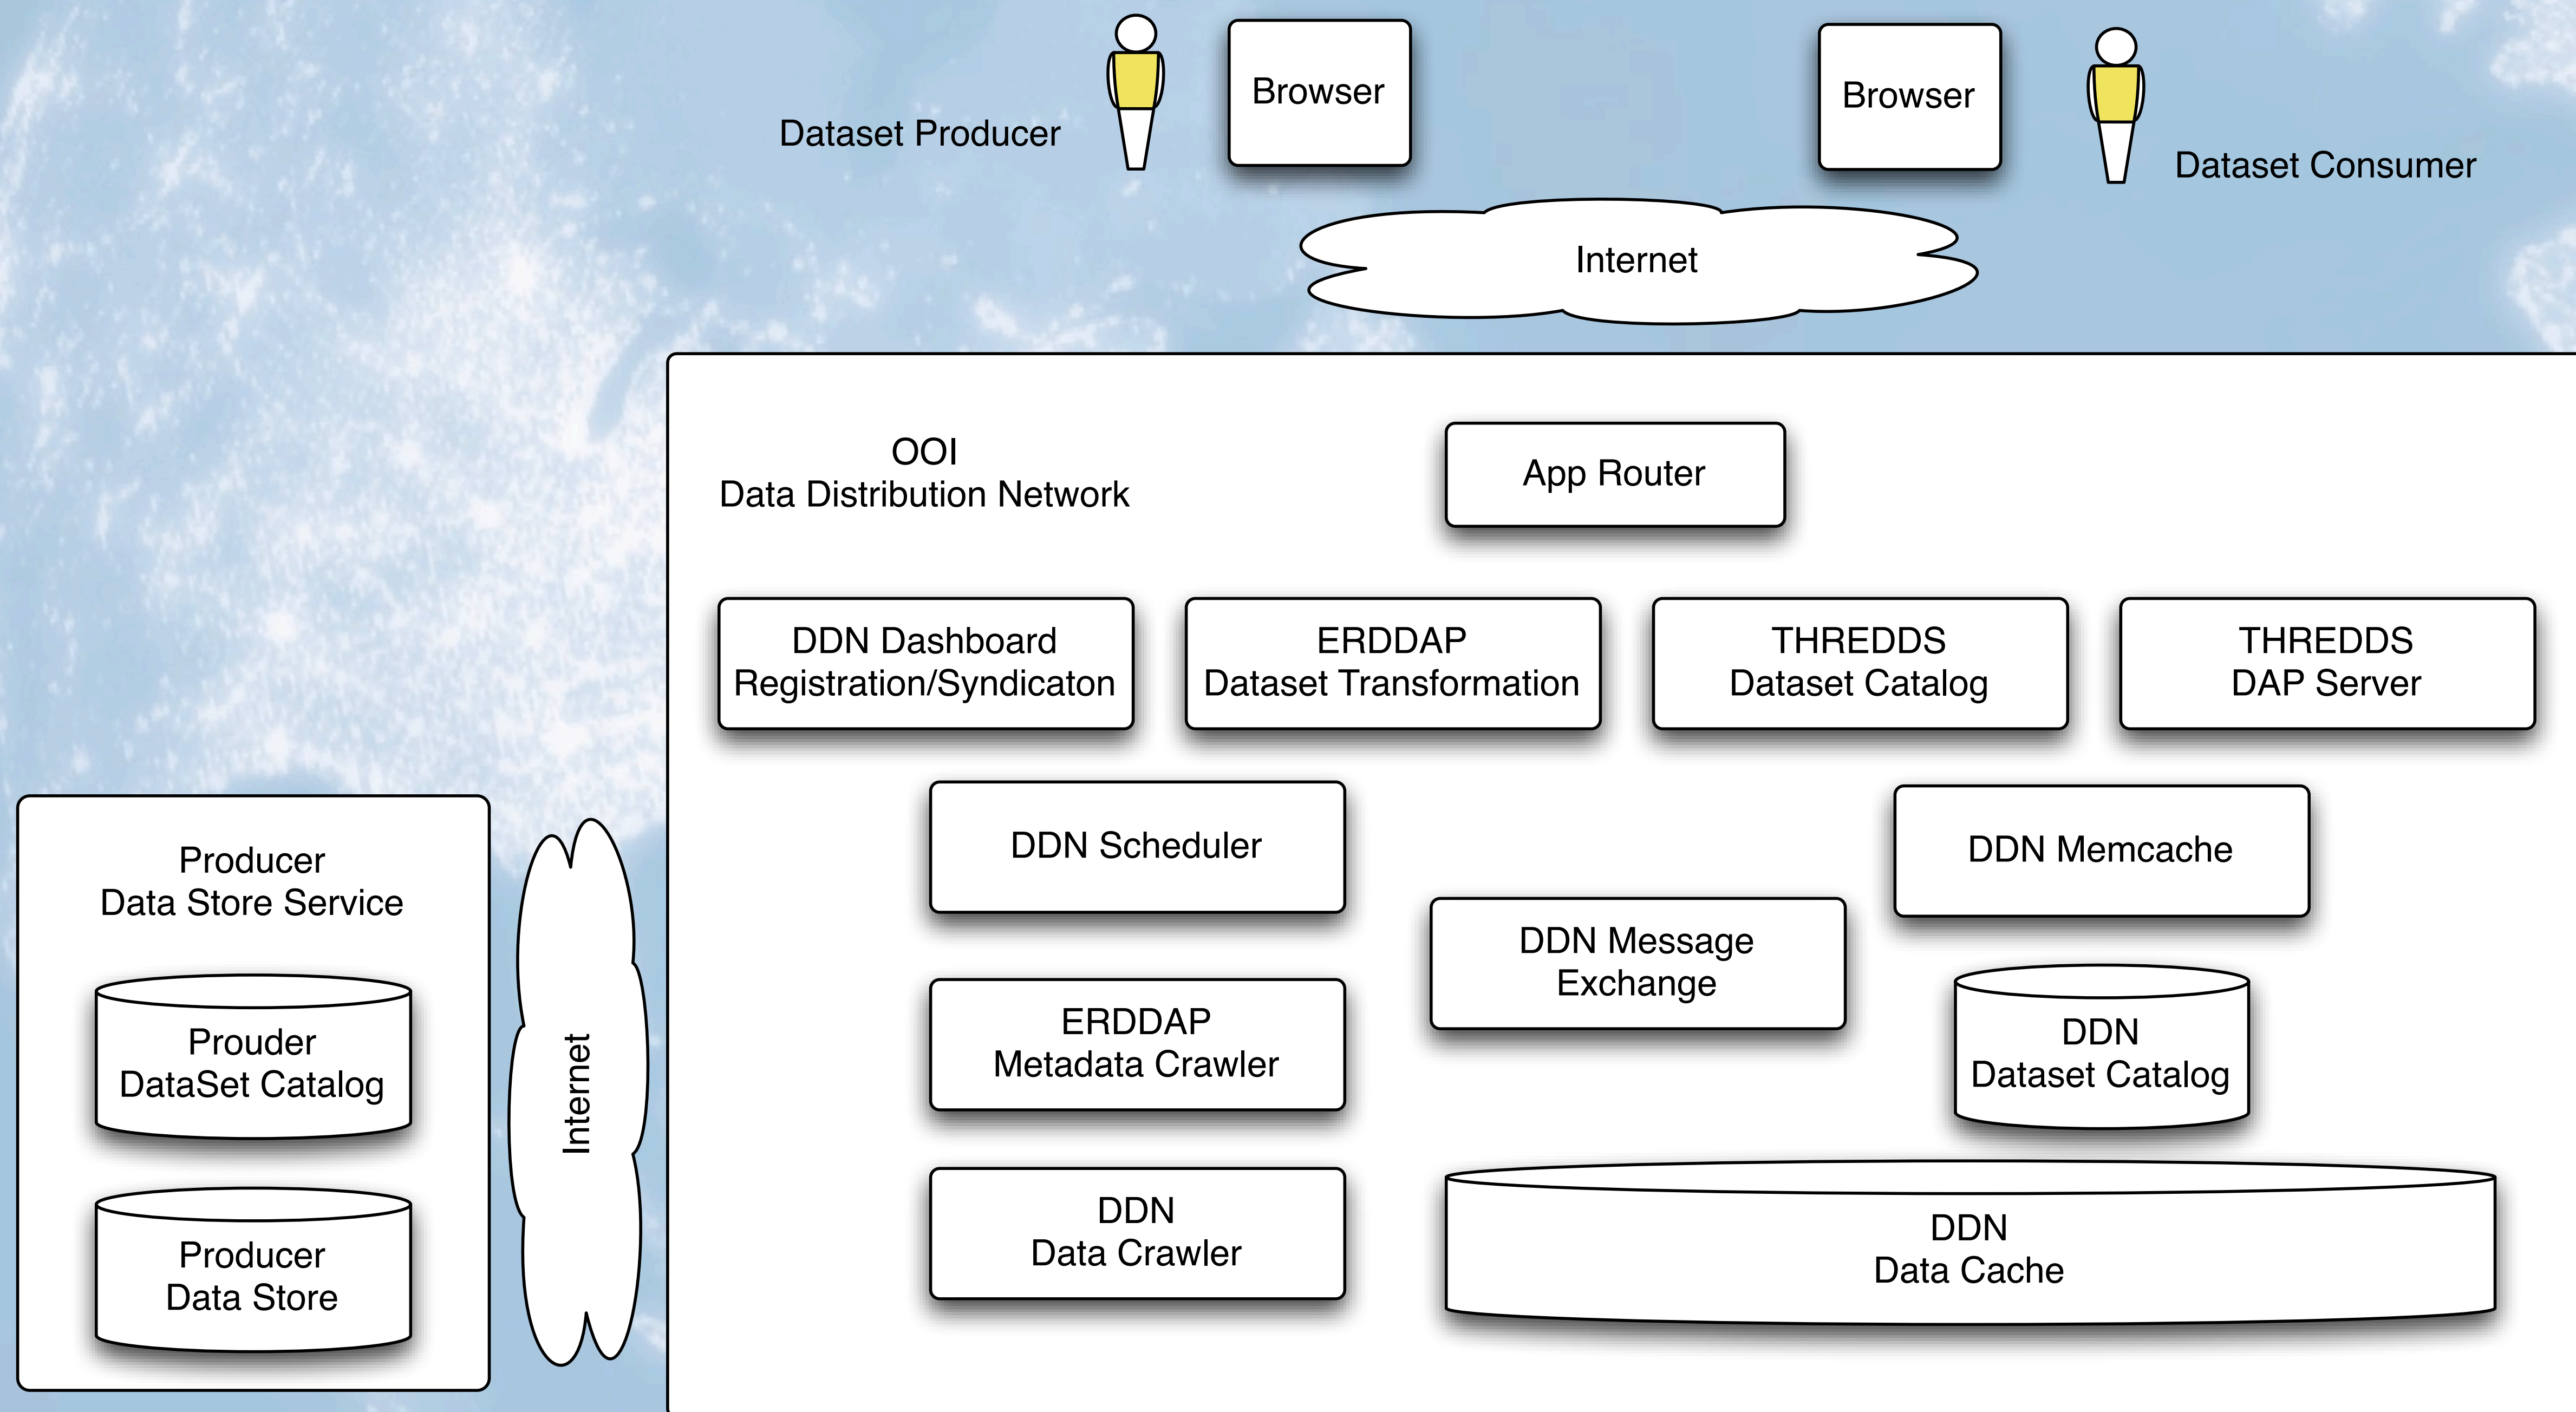 Browser
Browser
Dataset Producer
Dataset Consumer
Internet
OOI
Data Distribution Network
App Router
DDN Dashboard
Registration/Syndicaton
ERDDAP
Dataset Transformation
THREDDS
Dataset Catalog
THREDDS
DAP Server
DDN Scheduler
DDN Memcache
DDN Message
Exchange
ERDDAP
Metadata Crawler
DDN
Dataset Catalog
DDN
Data Crawler
DDN
Data Cache
Producer
Data Store Service
Prouder
DataSet Catalog
Producer
Data Store
Internet